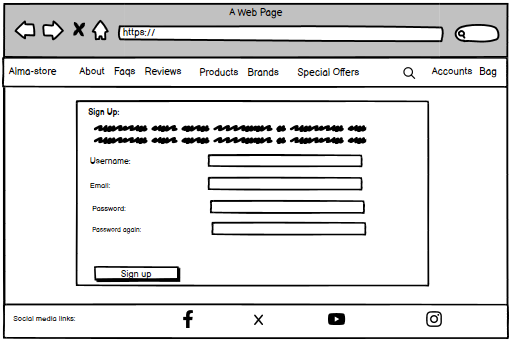 A Web Page
https://
Alma-store About Faqs Reviews Products Brands Special Offers Accounts Bag
Sign Up:
Username:
Email:
Password:
Password again:
Sign up
Social media links: